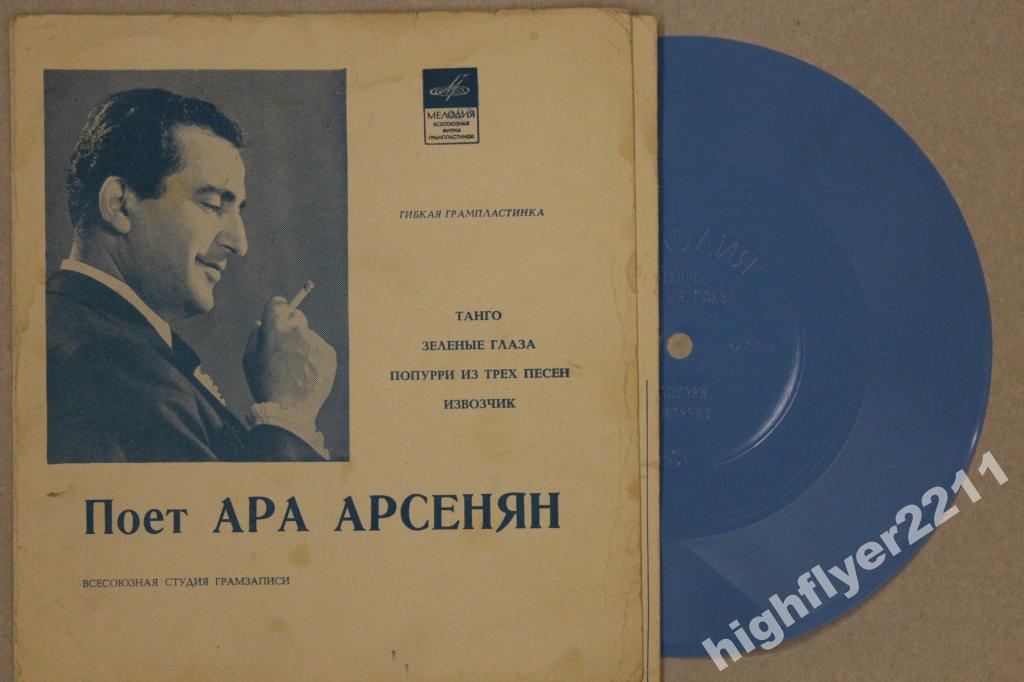 МЕЛОДИЯ
ВСЕСОЮЗНАЯ
ФИРМА
ГРАМПЛАСТИНОК
ГИБКАЯ ГРАМПЛАСТИНКА
ТАНГО
ЗЕЛЕНЫЕ ГЛАЗА
ПОПУРРИ ИЗ ТРЕХ ПЕСЕН
ИЗВОЗЧИК
Поет АРА АРСЕНЯН
ВСЕСОЮЗНАЯ СТУДИЯ ГРАМЗАПИСИ
ГЛАЗА
highflyer2211